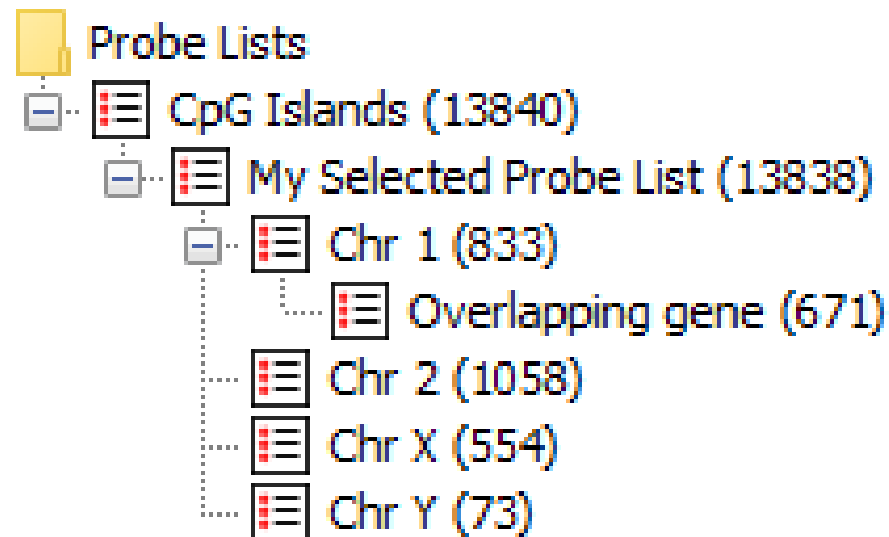 Probe Lists
CpG Islands (13840)
My Selected Probe List (13838)
Chr 1 (833)
Overlapping gene (671)
Chr 2 (1058)
Chr X (554)
Chr Y (73)